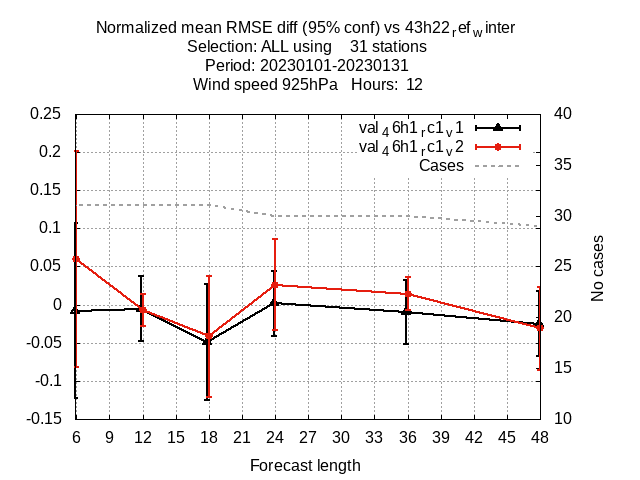 Normalized mean RMSE diff (95% conf) vs 43h22refwinter
Selection: ALL using 31 stations
Period: 20230101-20230131
Wind speed 925hPa Hours: 12
val46h1rc1v1
val46h1rc1v2
Cases
0.25
0.2
0.15
0.1
0.05
0
-0.05
-0.1
-0.15
40
35
30
25
20
15
10
No cases
6 9 12 15 18 21 24 27 30 33 36 39 42 45 48
Forecast length